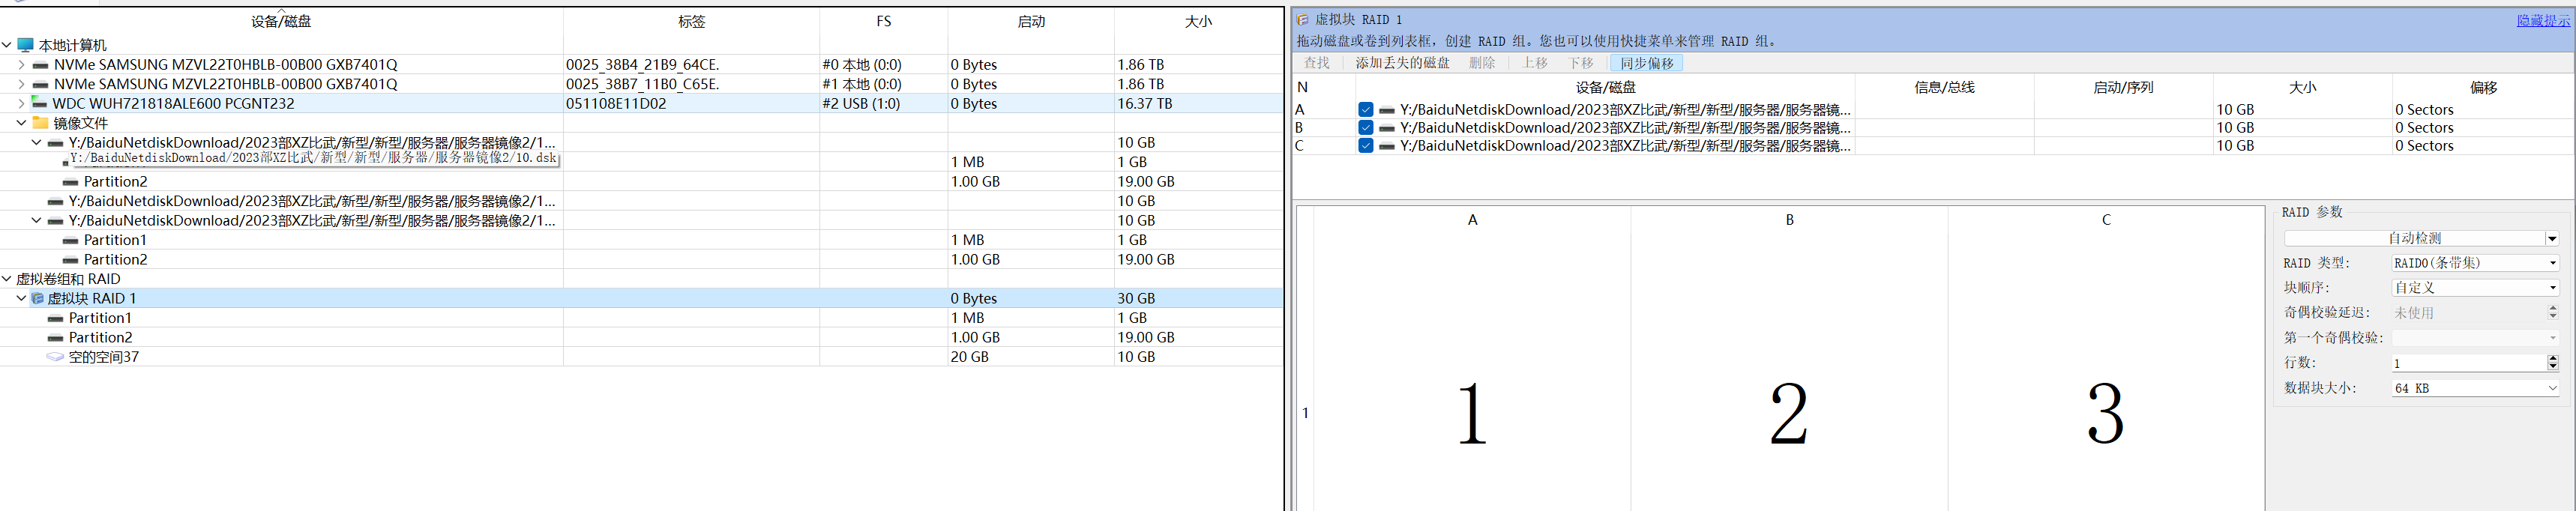 设备/磁盘 标签 FS 启动 大小
本地计算机
NVMe SAMSUNG MZVL22T0HBLB-00B00 GXB7401Q 0025_38B4_21B9_64CE. #0 本地 (0:0) 0 Bytes 1.86 TB
NVMe SAMSUNG MZVL22T0HBLB-00B00 GXB7401Q 0025_38B7_11B0_C65E. #1 本地 (0:0) 0 Bytes 1.86 TB
WDC WUH721818ALE600 PCGNT232 051108E11D02 #2 USB (1:0) 0 Bytes 16.37 TB
镜像文件
Y:/BaiduNetdiskDownload/2023部XZ比武/新型/新型/服务器/服务器镜像2/1... 10 GB
Y:/BaiduNetdiskDownload/2023部XZ比武/新型/新型/服务器/服务器镜像2/10.dsk 1 MB 1 GB
Partition2 1.00 GB 19.00 GB
Y:/BaiduNetdiskDownload/2023部XZ比武/新型/新型/服务器/服务器镜像2/1... 10 GB
Y:/BaiduNetdiskDownload/2023部XZ比武/新型/新型/服务器/服务器镜像2/1... 10 GB
Partition1 1 MB 1 GB
Partition2 1.00 GB 19.00 GB
虚拟卷组和 RAID
虚拟块 RAID 1 0 Bytes 30 GB
Partition1 1 MB 1 GB
Partition2 1.00 GB 19.00 GB
空的空间37 20 GB 10 GB
虚拟块 RAID 1 隐藏提示
拖动磁盘或卷到列表框，创建 RAID 组。您也可以使用快捷菜单来管理 RAID 组。
查找 添加丢失的磁盘 删除 上移 下移 同步偏移
N 设备/磁盘 信息/总线 启动/序列 大小 偏移
A Y:/BaiduNetdiskDownload/2023部XZ比武/新型/新型/服务器/服务器镜... 10 GB 0 Sectors
B Y:/BaiduNetdiskDownload/2023部XZ比武/新型/新型/服务器/服务器镜... 10 GB 0 Sectors
C Y:/BaiduNetdiskDownload/2023部XZ比武/新型/新型/服务器/服务器镜... 10 GB 0 Sectors
A B C
1 1 2 3
RAID 参数
自动检测
RAID 类型: RAID0(条带集)
块顺序: 自定义
奇偶校验延迟: 未使用
第一个奇偶校验:
行数: 1
数据块大小: 64 KB